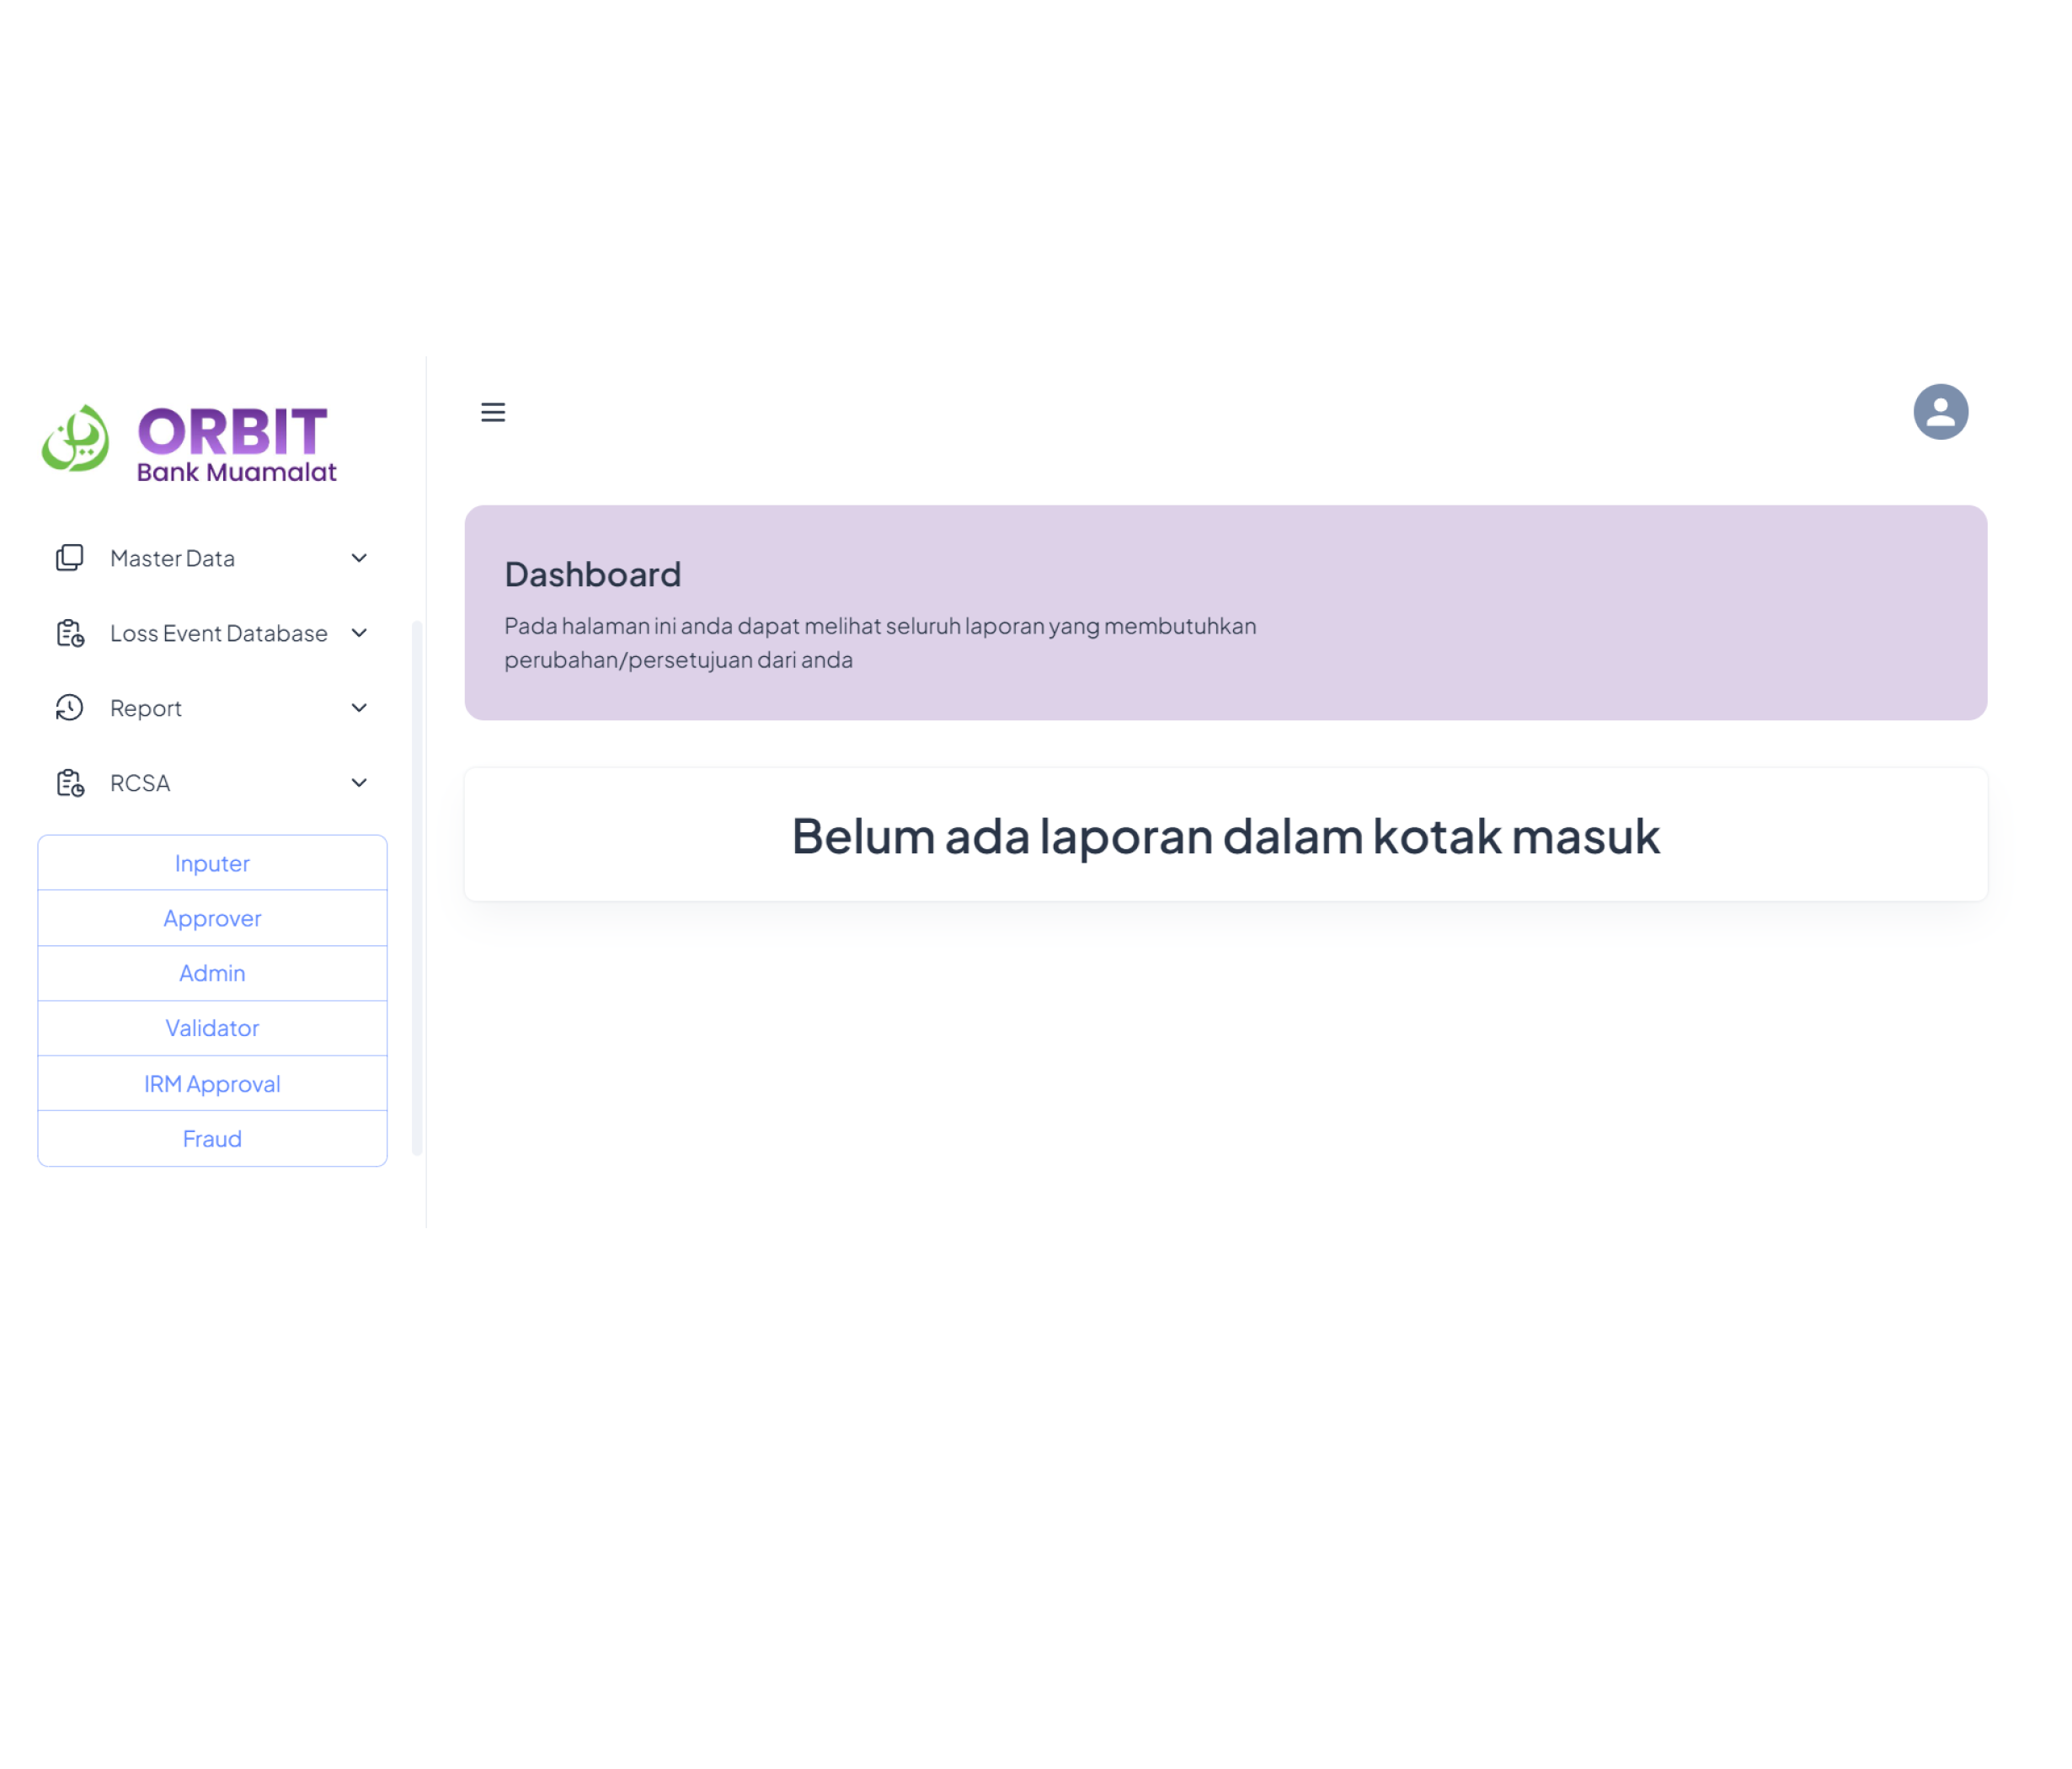 ORBIT
Bank Muamalat
Master Data
Loss Event Database
Report
RCSA
Inputer
Approver
Admin
Validator
IRM Approval
Fraud
Dashboard
Pada halaman ini anda dapat melihat seluruh laporan yang membutuhkan
perubahan/persetujuan dari anda
Belum ada laporan dalam kotak masuk